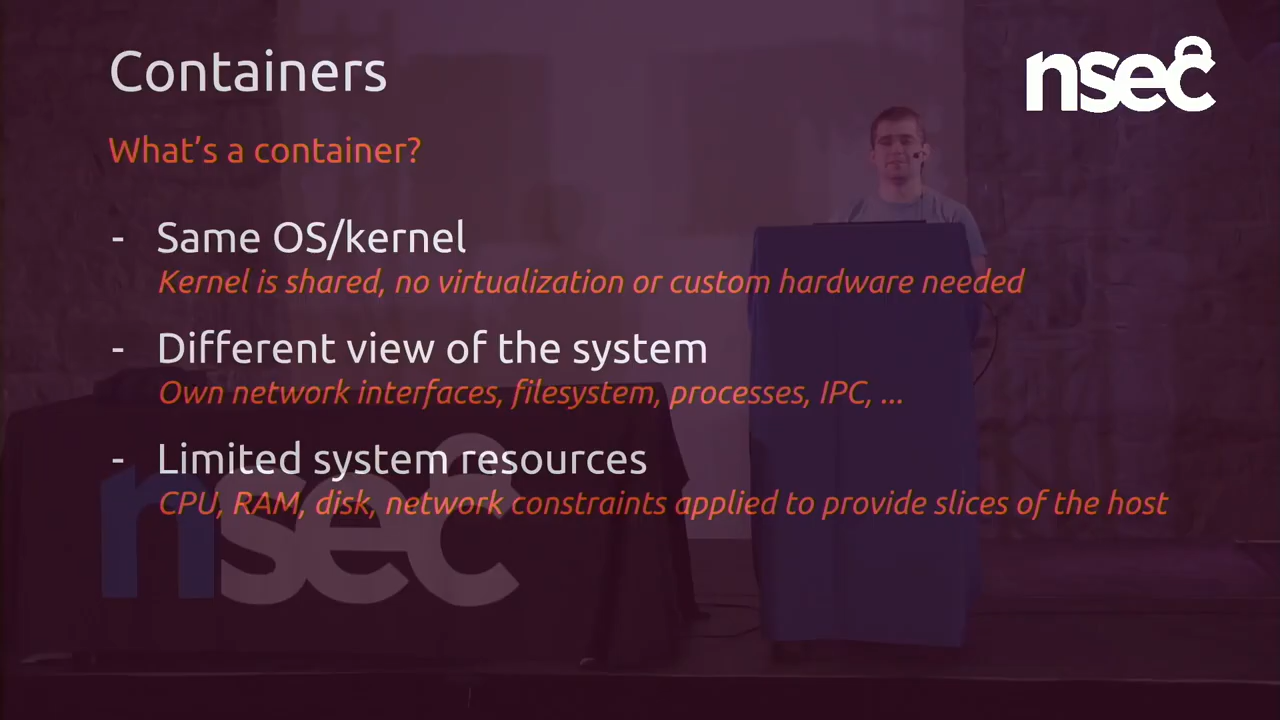 Containers
nsec
What's a container?
- Same OS/kernel
Kernel is shared, no virtualization or custom hardware needed
- Different view of the system
Own network interfaces, filesystem, processes, IPC, ...
- Limited system resources
CPU, RAM, disk, network constraints applied to provide slices of the host
nsec